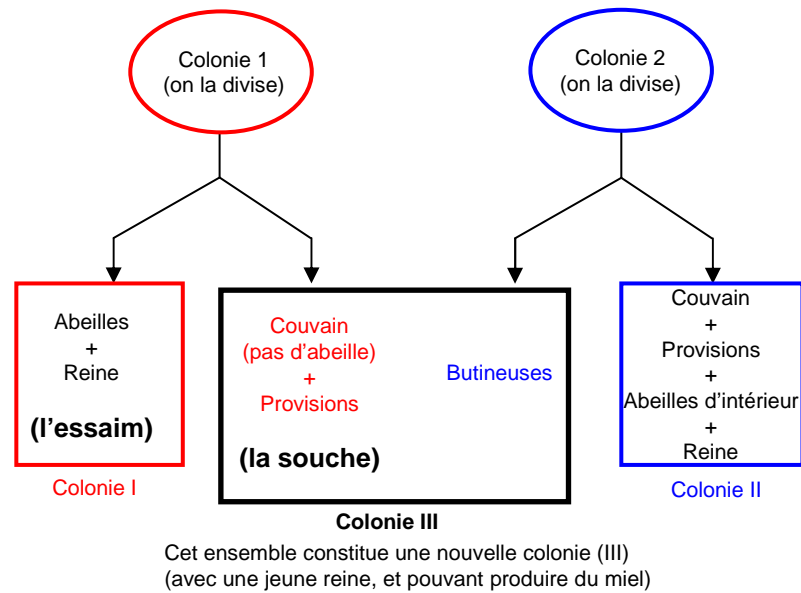 Colonie 1
(on la divise)
Colonie 2
(on la divise)
Abeilles
+
Reine
(l'essaim)
Colonie I
Couvain
(pas d'abeille)
+
Provisions
(la souche)
Butineuses
Colonie III
Couvain
+
Provisions
+
Abeilles d'intérieur
+
Reine
Colonie II
Cet ensemble constitue une nouvelle colonie (III)
(avec une jeune reine, et pouvant produire du miel)